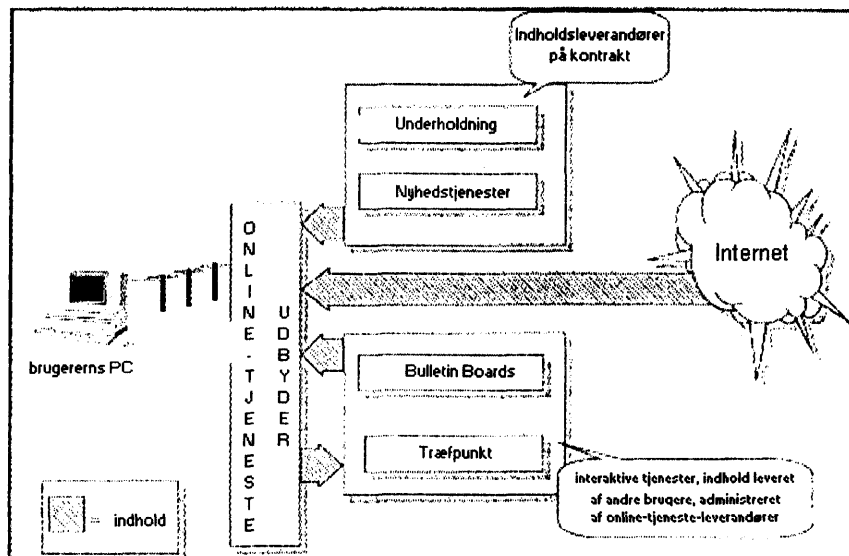 Indholdsleverandører
på kontrakt
Underholdning
Nyhedstjenester
ONLINE-TJENESTE
UDBYDER
Internet
brugererns PC
Bulletin Boards
Træfpunkt
interaktive tjenester, indhold leveret
af andre brugere, administreret
af online-tjeneste-leverandører
= indhold